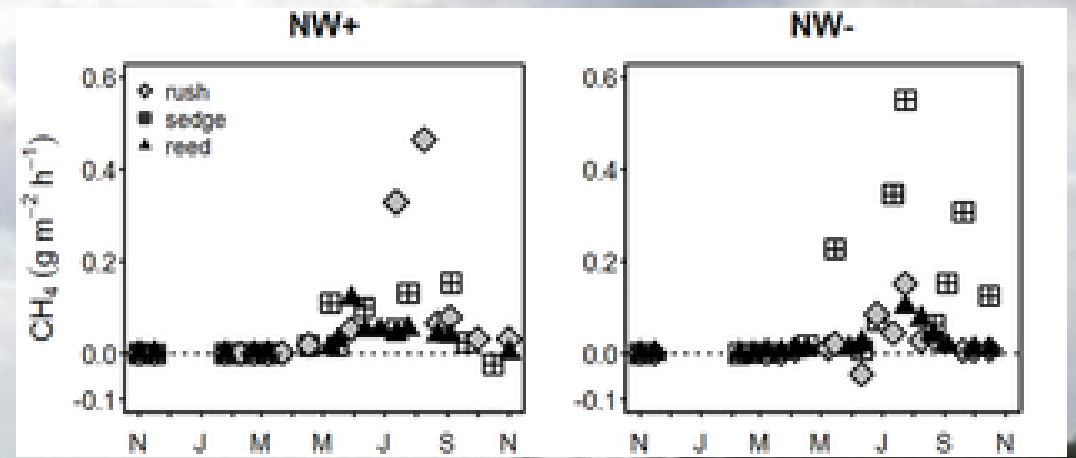 NW+
NW-
CH₄ (g m⁻² h⁻¹)
0.6
0.4
0.2
0.0
-0.1
rush
sedge
reed
N J M M J S N
0.6
0.4
0.2
0.0
-0.1
N J M M J S N